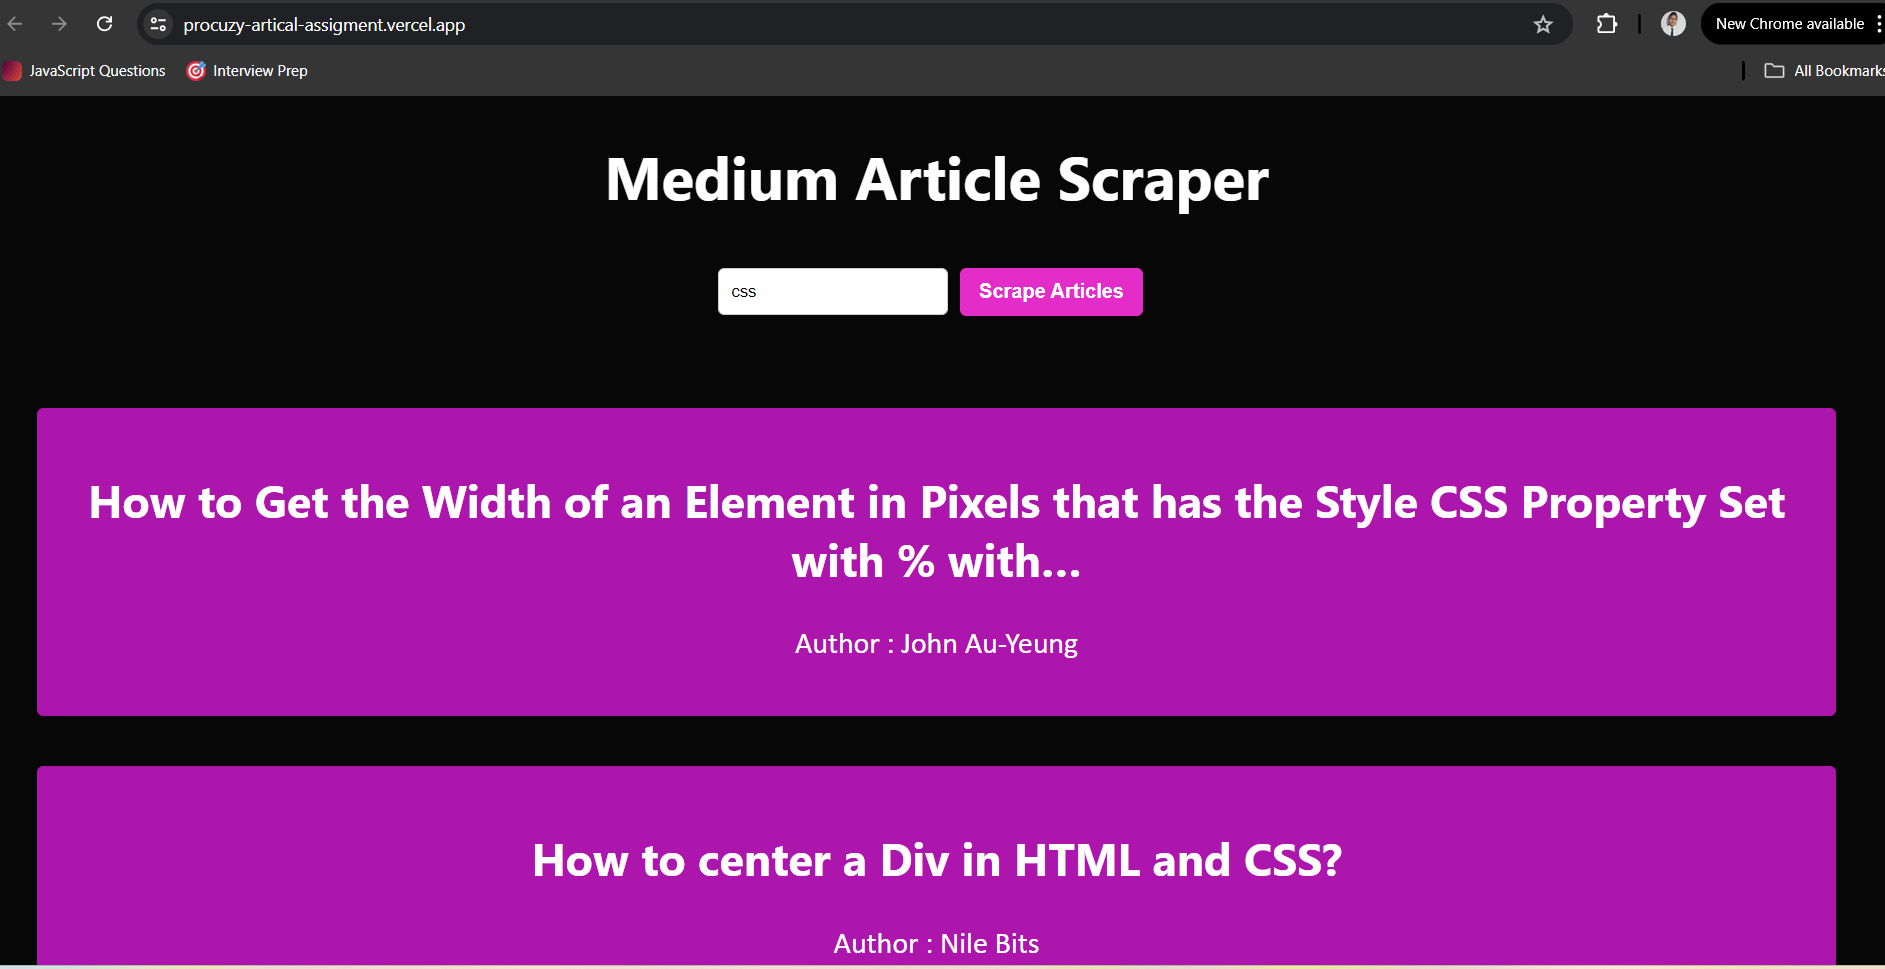 procuzy-artical-assigment.vercel.app
New Chrome available
JavaScript Questions
Interview Prep
All Bookmarks
Medium Article Scraper
css
Scrape Articles
How to Get the Width of an Element in Pixels that has the Style CSS Property Set
with % with...
Author : John Au-Yeung
How to center a Div in HTML and CSS?
Author : Nile Bits